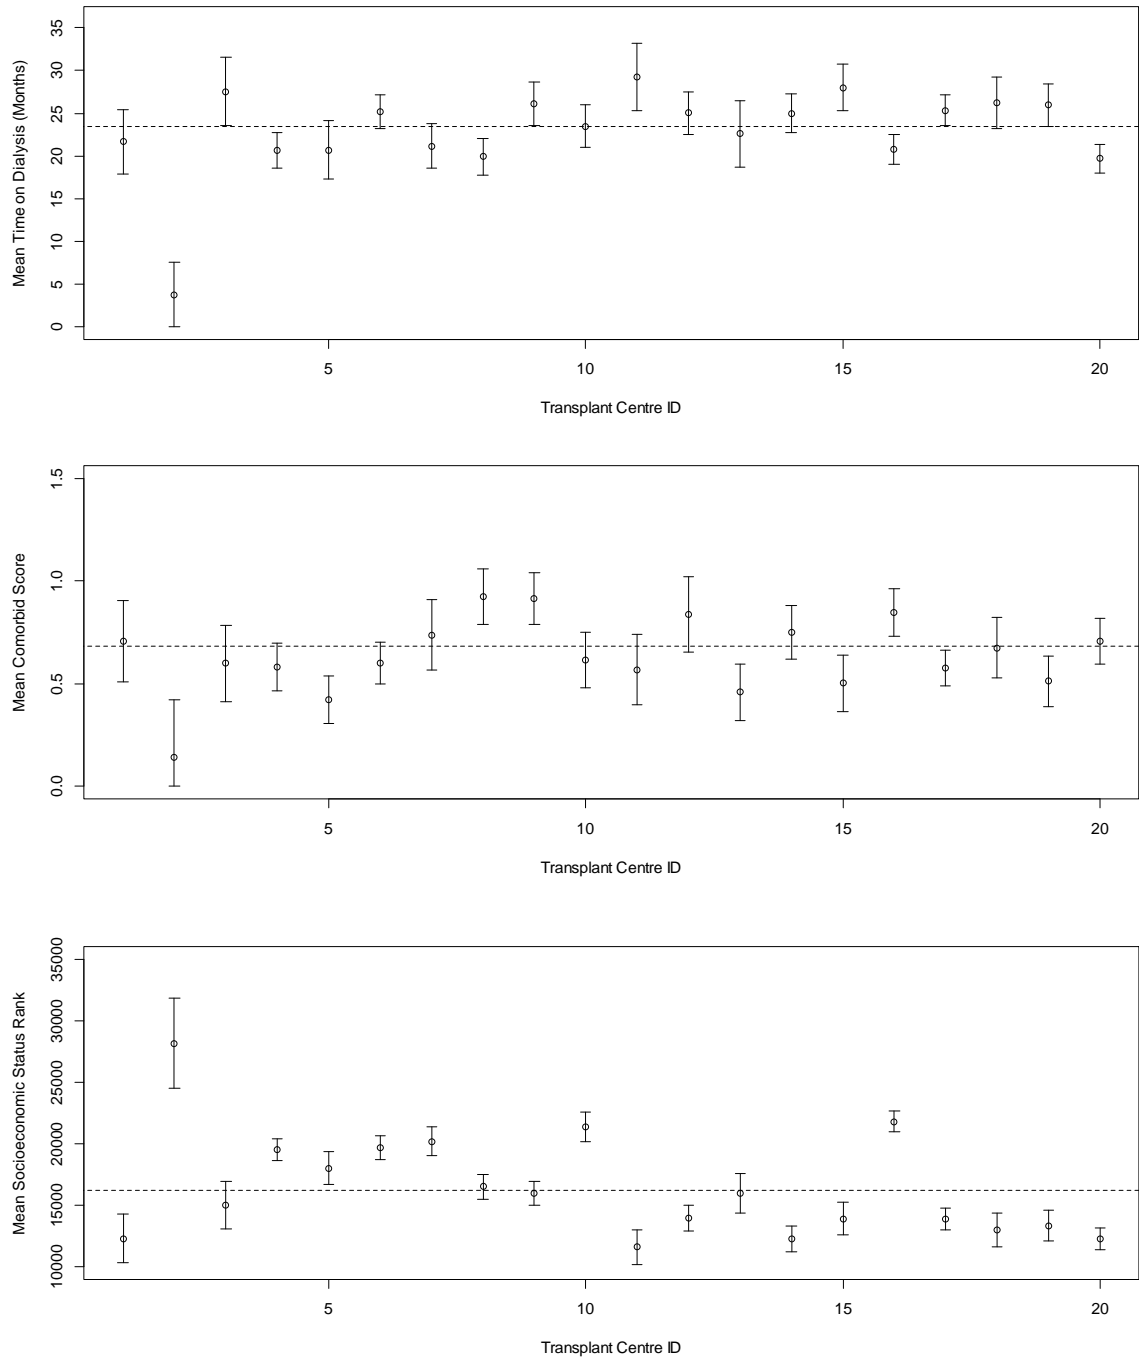 Mean Time on Dialysis (Months)
35
30
25
20
15
10
5
0
5 10 15 20
Transplant Centre ID
Mean Comorbid Score
1.5
1.0
0.5
0.0
5 10 15 20
Transplant Centre ID
Mean Socioeconomic Status Rank
35000
30000
25000
20000
15000
10000
5 10 15 20
Transplant Centre ID